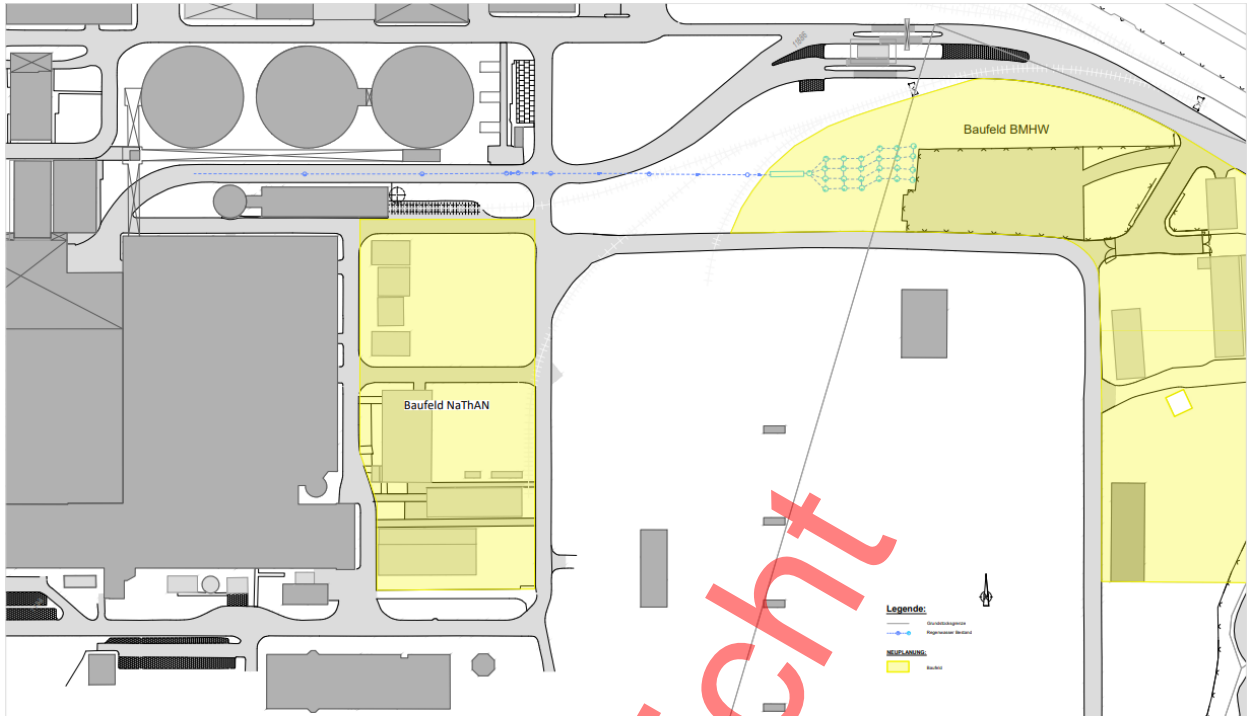 Baufeld BMHW
Baufeld NaThAN
cht
Legende:
Grundstücksgrenze
Regenwasser Bestand
NEUPLANUNG:
Baufeld